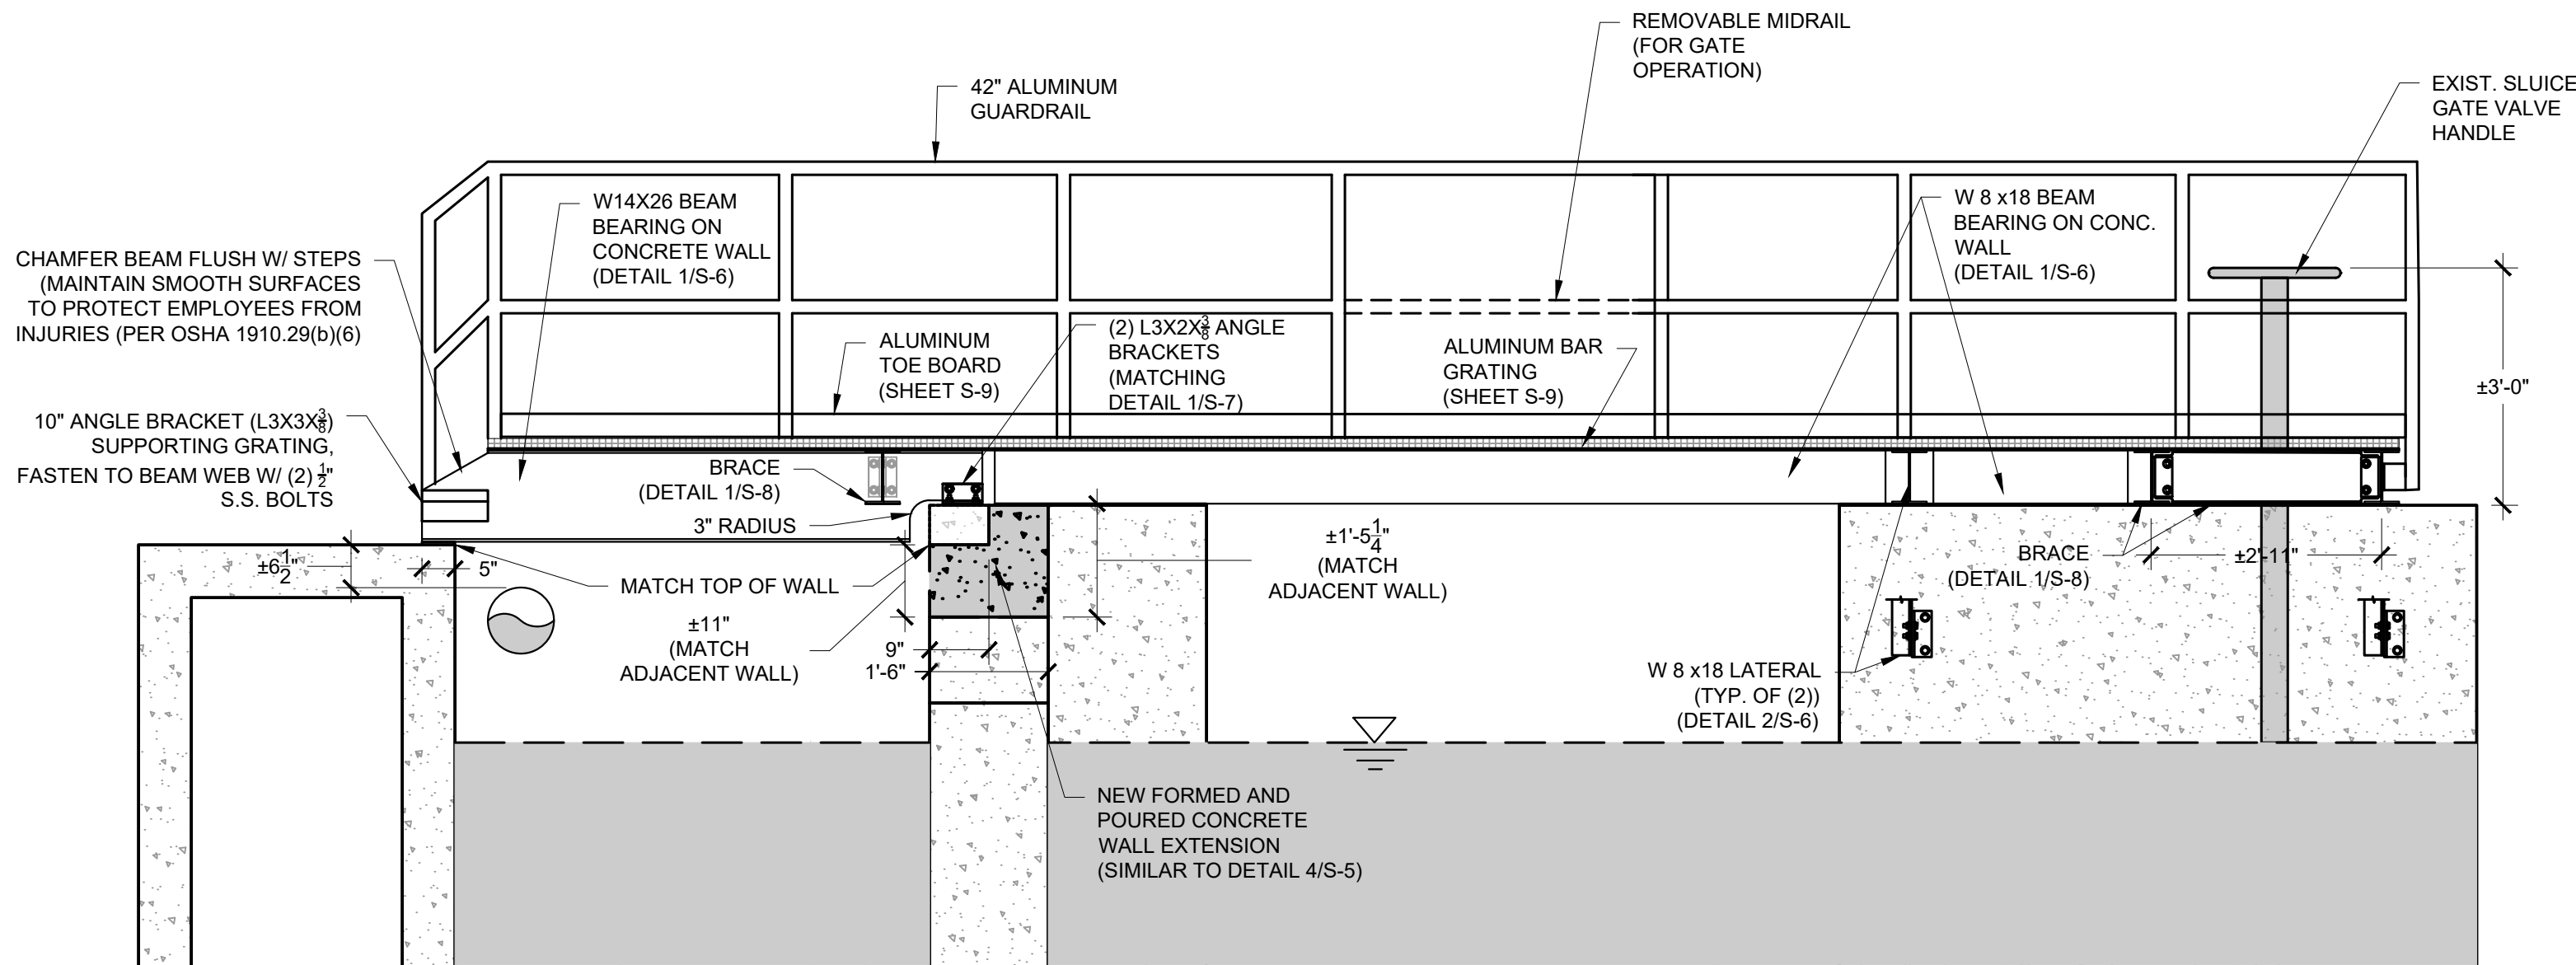 REMOVABLE MIDRAIL
(FOR GATE
OPERATION)
42" ALUMINUM
GUARDRAIL
EXIST. SLUICE
GATE VALVE
HANDLE
W14X26 BEAM
BEARING ON
CONCRETE WALL
(DETAIL 1/S-6)
W 8 x18 BEAM
BEARING ON CONC.
WALL
(DETAIL 1/S-6)
CHAMFER BEAM FLUSH W/ STEPS
(MAINTAIN SMOOTH SURFACES
TO PROTECT EMPLOYEES FROM
INJURIES (PER OSHA 1910.29(b)(6)
ALUMINUM
TOE BOARD
(SHEET S-9)
(2) L3X2X3/8 ANGLE
BRACKETS
(MATCHING
DETAIL 1/S-7)
ALUMINUM BAR
GRATING
(SHEET S-9)
±3'-0"
10" ANGLE BRACKET (L3X3X3/8)
SUPPORTING GRATING,
FASTEN TO BEAM WEB W/ (2) 1/2"
S.S. BOLTS
BRACE
(DETAIL 1/S-8)
3" RADIUS
±6 1/2"
5"
MATCH TOP OF WALL
±11"
(MATCH
ADJACENT WALL)
9"
1'-6"
±1'-5 1/4"
(MATCH
ADJACENT WALL)
BRACE
(DETAIL 1/S-8)
±2'-11"
W 8 x18 LATERAL
(TYP. OF (2))
(DETAIL 2/S-6)
NEW FORMED AND
POURED CONCRETE
WALL EXTENSION
(SIMILAR TO DETAIL 4/S-5)